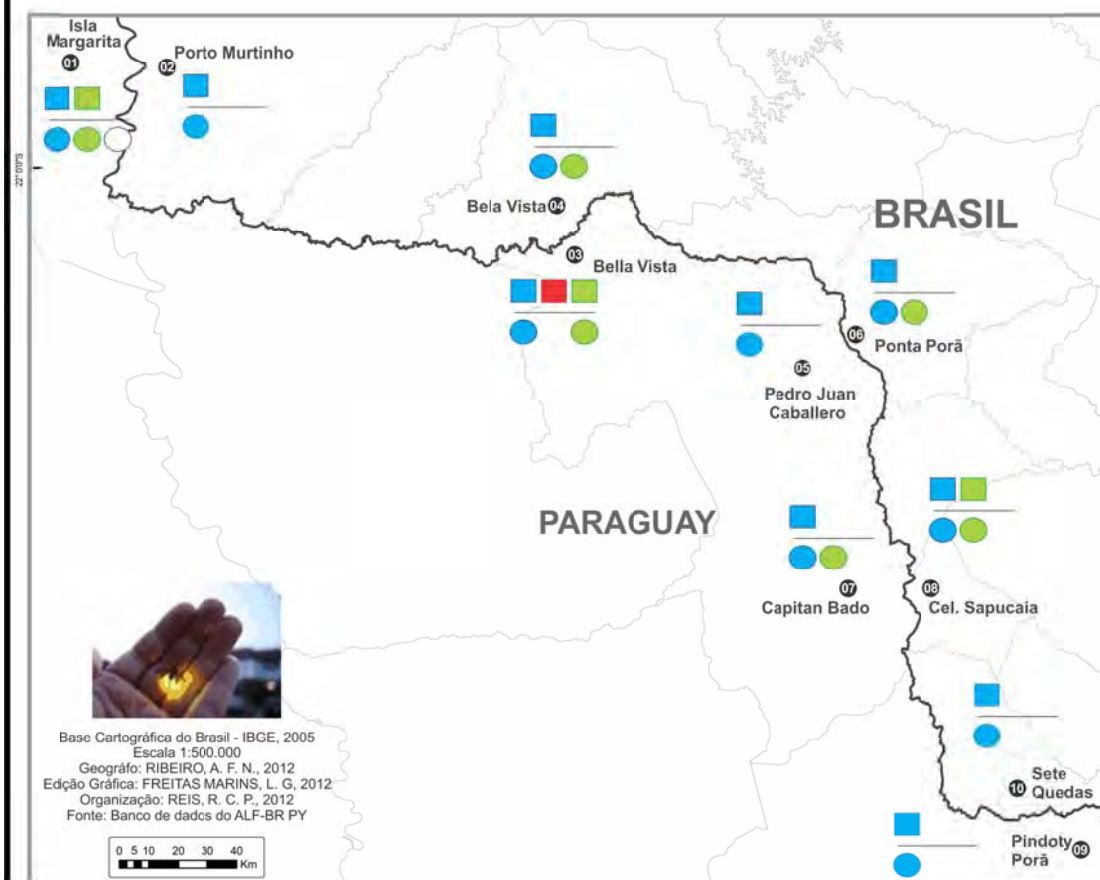 Isla
Margarita
01
02
Porto Murtinho
22°5'0"S
Bela Vista 04
BRASIL
03
Bella Vista
06
Ponta Porã
05
Pedro Juan
Caballero
PARAGUAY
07
08
Capitan Bado
Cel. Sapucaia
Base Cartográfica do Brasil - IBGE, 2005
Escala 1:500.000
Geográfo: RIBEIRO, A. F. N., 2012
Edição Gráfica: FREITAS MARINS, L. G, 2012
Organização: REIS, R. C. P., 2012
Fonte: Banco de dados do ALF-BR PY
0 5 10 20 30 40
Km
10
Sete
Quedas
Pindoty
Porã
09